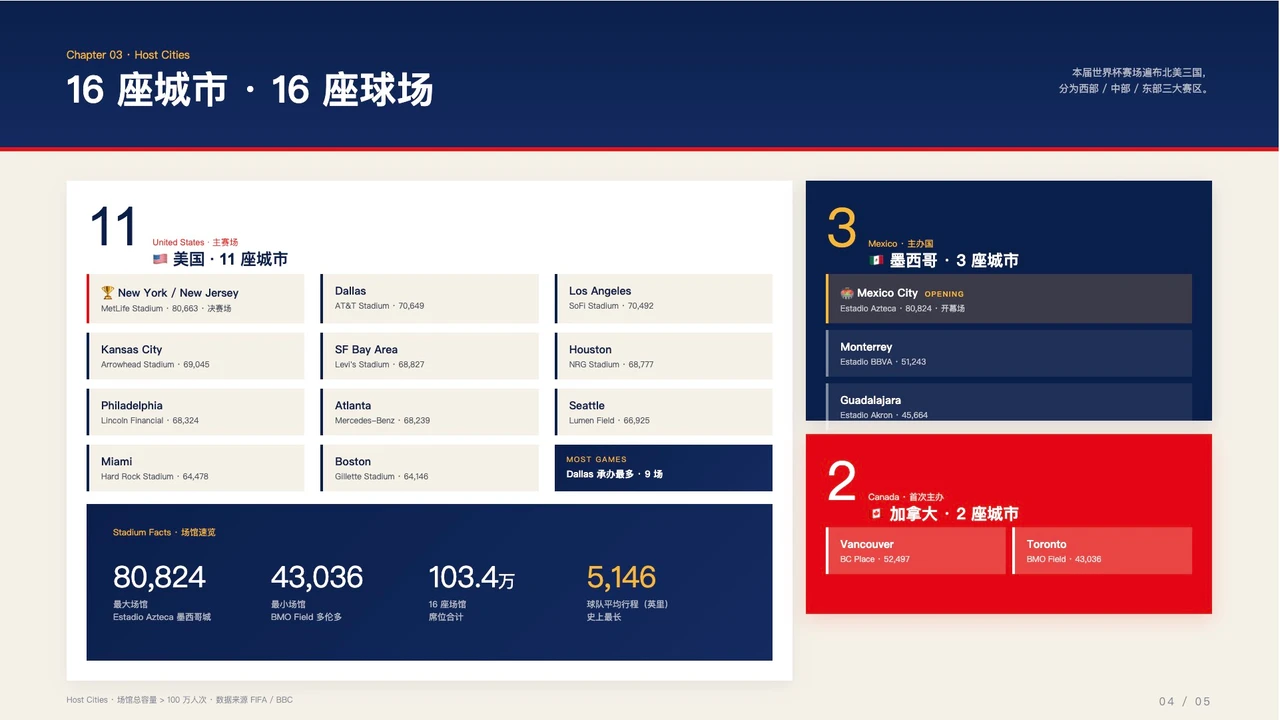 Chapter 03 · Host Cities
16 座城市 · 16 座球场
本届世界杯赛场遍布北美三国，
分为西部 / 中部 / 东部三大赛区。
11
United States · 主赛场
🇺🇸 美国 · 11 座城市
🏆 New York / New Jersey
MetLife Stadium · 80,663 · 决赛场
Dallas
AT&T Stadium · 70,649
Los Angeles
SoFi Stadium · 70,492
Kansas City
Arrowhead Stadium · 69,045
SF Bay Area
Levi's Stadium · 68,827
Houston
NRG Stadium · 68,777
Philadelphia
Lincoln Financial · 68,324
Atlanta
Mercedes-Benz · 68,239
Seattle
Lumen Field · 66,925
Miami
Hard Rock Stadium · 64,478
Boston
Gillette Stadium · 64,146
MOST GAMES
Dallas 承办最多 · 9 场
Stadium Facts · 场馆速览
80,824
最大场馆
Estadio Azteca 墨西哥城
43,036
最小场馆
BMO Field 多伦多
103.4万
16 座场馆
席位合计
5,146
球队平均行程（英里）
史上最长
3
Mexico · 主办国
🇲🇽 墨西哥 · 3 座城市
🏟️ Mexico City OPENING
Estadio Azteca · 80,824 · 开幕场
Monterrey
Estadio BBVA · 51,243
Guadalajara
Estadio Akron · 45,664
2
Canada · 首次主办
🇨🇦 加拿大 · 2 座城市
Vancouver
BC Place · 52,497
Toronto
BMO Field · 43,036
Host Cities · 场馆总容量 > 100 万人次 · 数据来源 FIFA / BBC
04 / 05